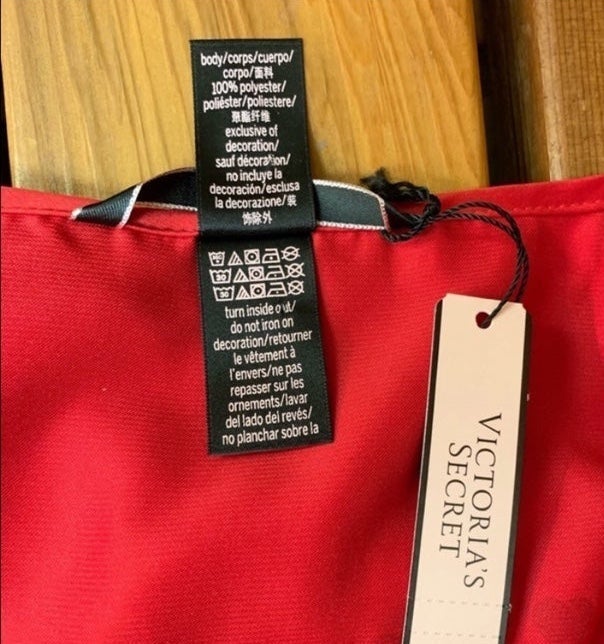 body/corps/cuerpo/
corpo/面料
100% polyester/
poliéster/poliestere/
聚酯纤维
exclusive of
decoration/
sauf décoration/
no incluye la
decoración/esclusa
la decorazione/装
饰除外
30
30
turn inside out/
do not iron on
decoration/retourner
le vêtement à
l'envers/ne pas
repasser sur les
ornements/lavar
del lado del revés/
no planchar sobre la
VICTORIA'S
SECRET